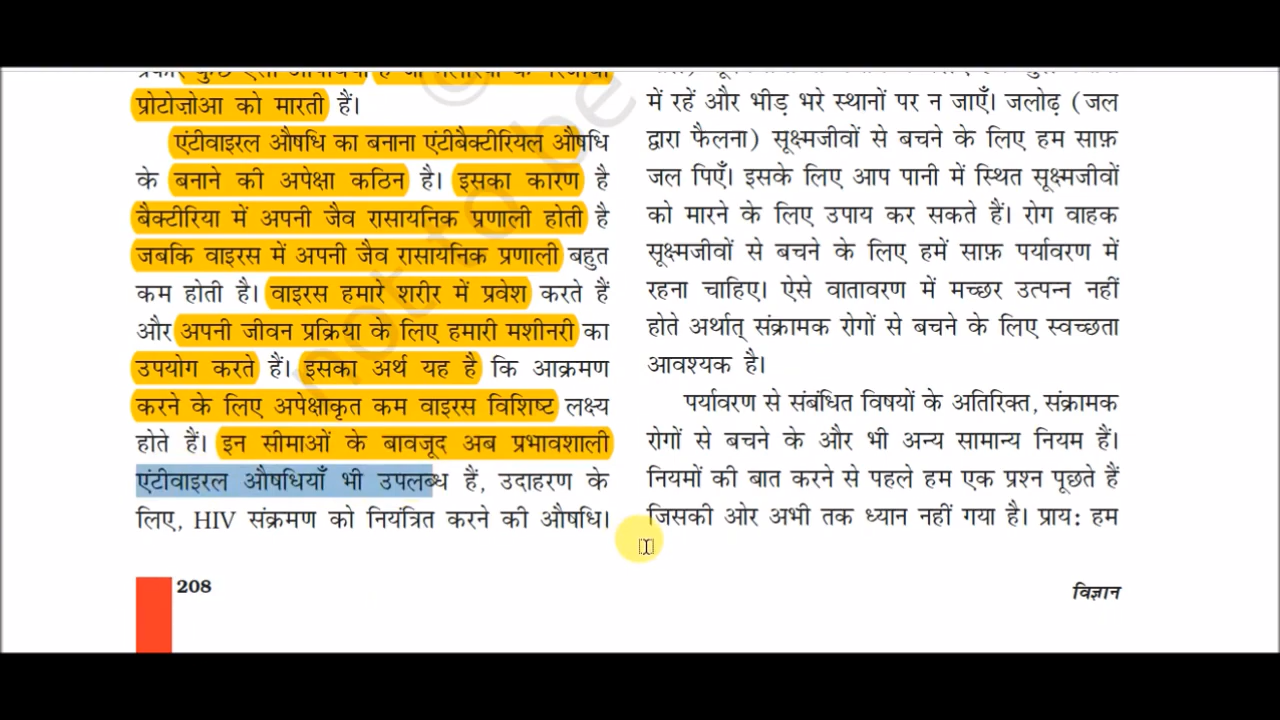 प्रोटोज़ोआ को मारती हैं।
एंटीवाइरल औषधि का बनाना एंटीबैक्टीरियल औषधि
के बनाने की अपेक्षा कठिन है। इसका कारण है
बैक्टीरिया में अपनी जैव रासायनिक प्रणाली होती है
जबकि वाइरस में अपनी जैव रासायनिक प्रणाली बहुत
कम होती है। वाइरस हमारे शरीर में प्रवेश करते हैं
और अपनी जीवन प्रक्रिया के लिए हमारी मशीनरी का
उपयोग करते हैं। इसका अर्थ यह है कि आक्रमण
करने के लिए अपेक्षाकृत कम वाइरस विशिष्ट लक्ष्य
होते हैं। इन सीमाओं के बावजूद अब प्रभावशाली
एंटीवाइरल औषधियाँ भी उपलब्ध हैं, उदाहरण के
लिए, HIV संक्रमण को नियंत्रित करने की औषधि।
में रहें और भीड़ भरे स्थानों पर न जाएँ। जलोढ़ (जल
द्वारा फैलना) सूक्ष्मजीवों से बचने के लिए हम साफ़
जल पिएँ। इसके लिए आप पानी में स्थित सूक्ष्मजीवों
को मारने के लिए उपाय कर सकते हैं। रोग वाहक
सूक्ष्मजीवों से बचने के लिए हमें साफ़ पर्यावरण में
रहना चाहिए। ऐसे वातावरण में मच्छर उत्पन्न नहीं
होते अर्थात् संक्रामक रोगों से बचने के लिए स्वच्छता
आवश्यक है।
पर्यावरण से संबंधित विषयों के अतिरिक्त, संक्रामक
रोगों से बचने के और भी अन्य सामान्य नियम हैं।
नियमों की बात करने से पहले हम एक प्रश्न पूछते हैं
जिसकी ओर अभी तक ध्यान नहीं गया है। प्राय: हम
208
विज्ञान
not to be